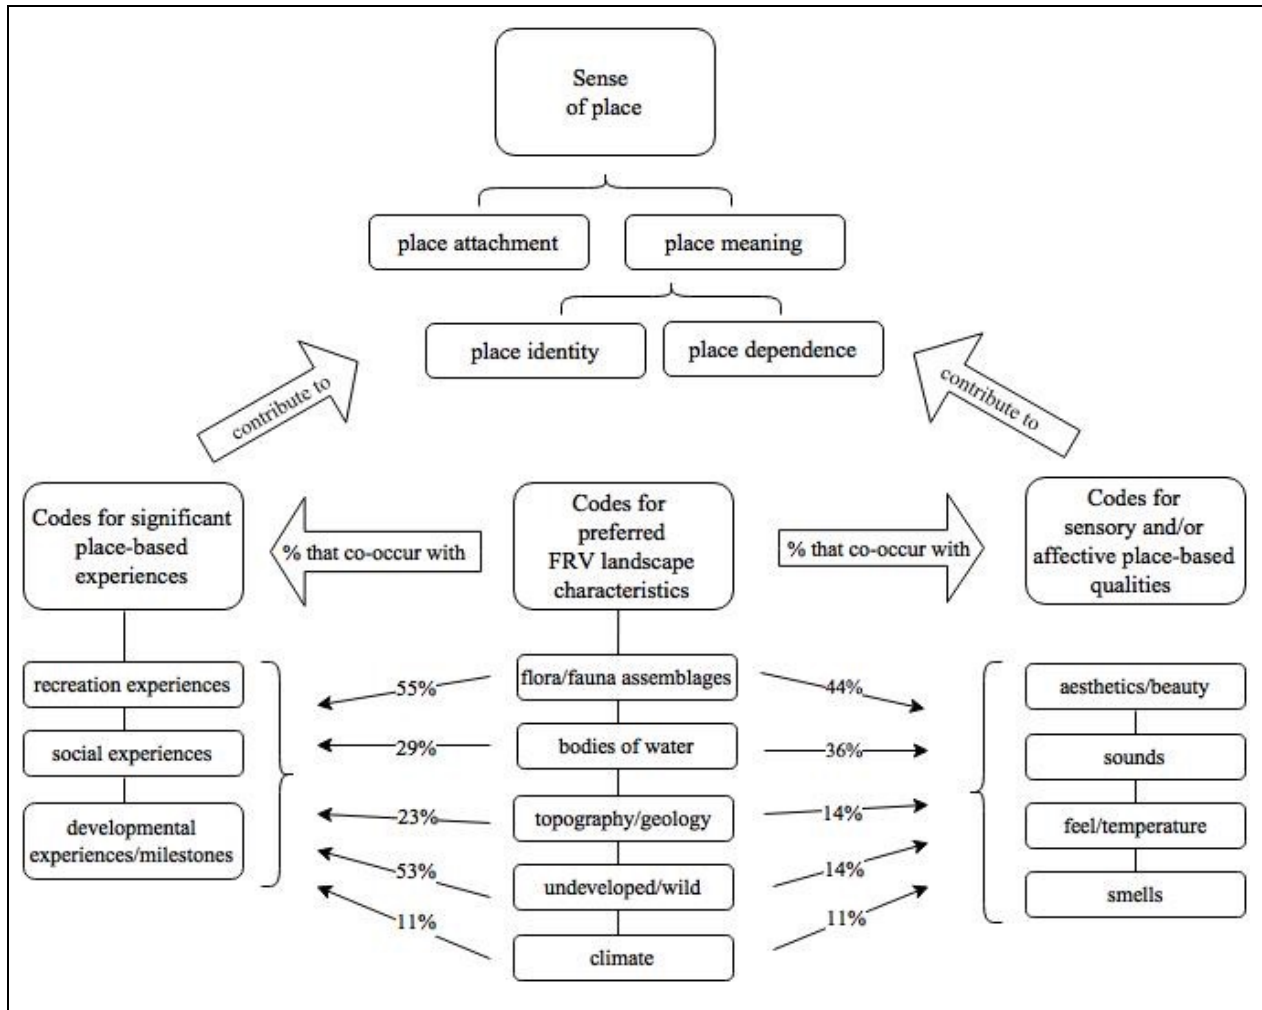 Sense
of place
place attachment
place meaning
place identity
place dependence
contribute to
contribute to
Codes for significant
place-based
experiences
% that co-occur with
Codes for
preferred
FRV landscape
characteristics
% that co-occur with
Codes for
sensory and/or
affective place-based
qualities
recreation experiences
social experiences
developmental
experiences/milestones
55%
29%
23%
53%
11%
flora/fauna assemblages
bodies of water
topography/geology
undeveloped/wild
climate
44%
36%
14%
14%
11%
aesthetics/beauty
sounds
feel/temperature
smells